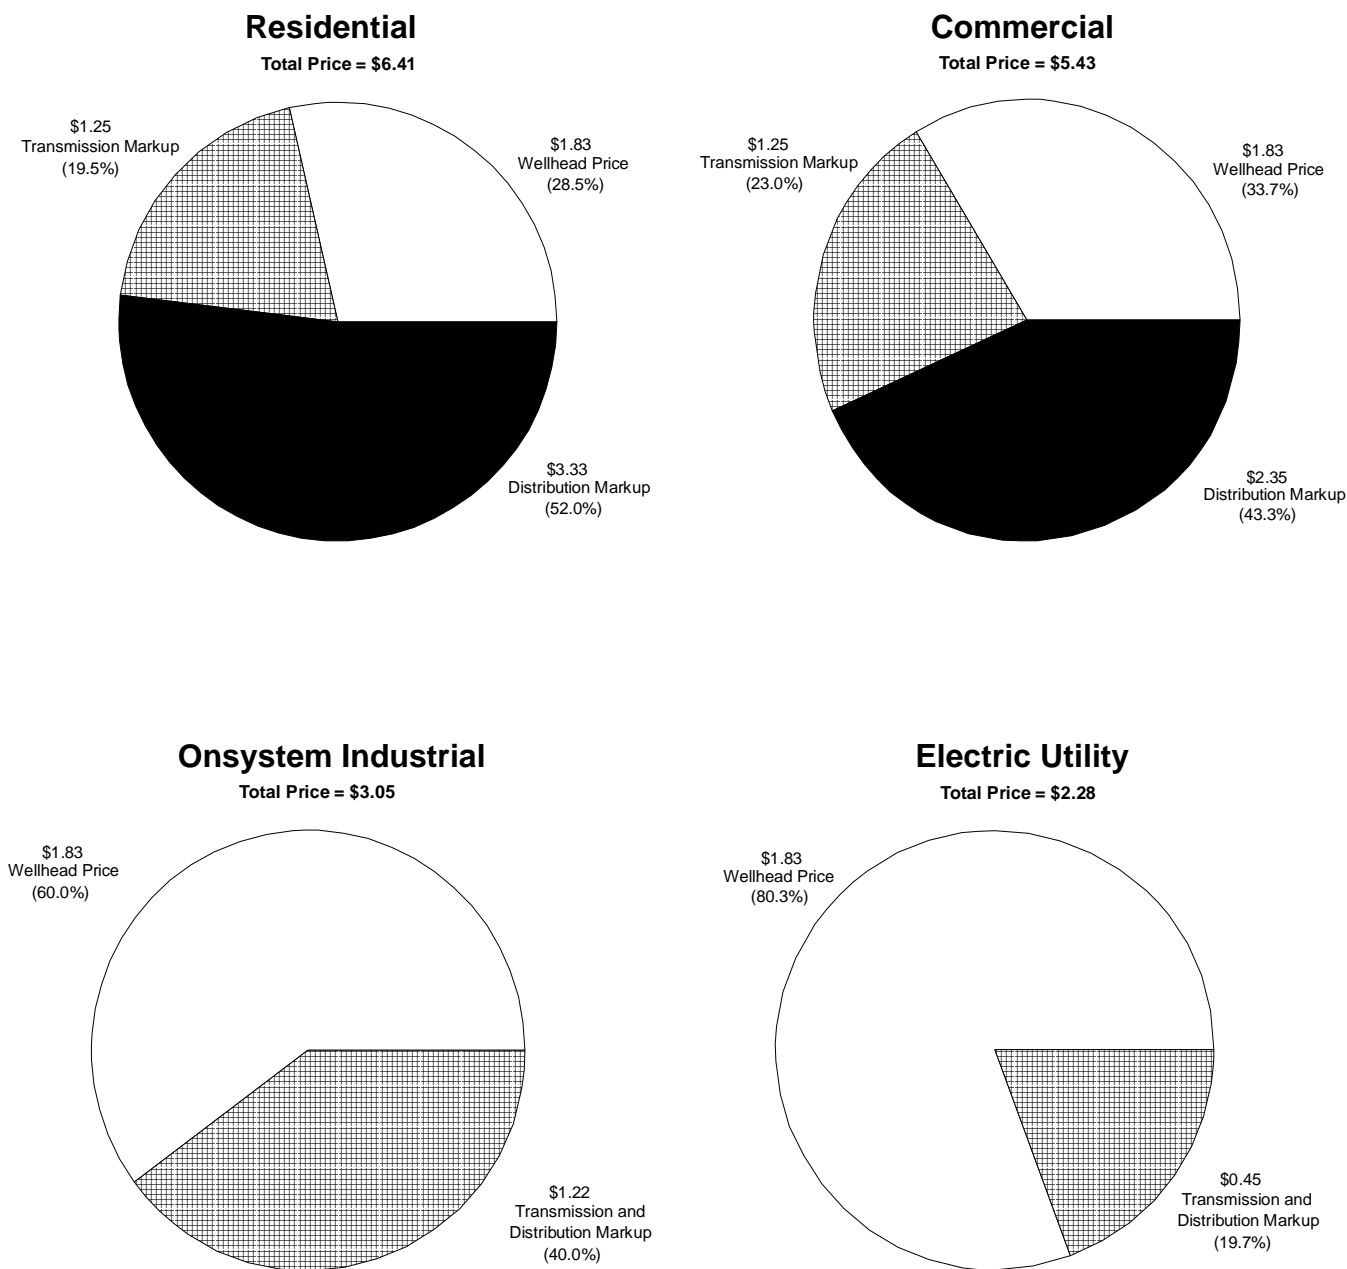 Residential
Total Price = $6.41
$1.25
Transmission Markup
(19.5%)
$1.83
Wellhead Price
(28.5%)
$3.33
Distribution Markup
(52.0%)
Commercial
Total Price = $5.43
$1.25
Transmission Markup
(23.0%)
$1.83
Wellhead Price
(33.7%)
$2.35
Distribution Markup
(43.3%)
Onsystem Industrial
Total Price = $3.05
$1.83
Wellhead Price
(60.0%)
$1.22
Transmission and
Distribution Markup
(40.0%)
Electric Utility
Total Price = $2.28
$1.83
Wellhead Price
(80.3%)
$0.45
Transmission and
Distribution Markup
(19.7%)